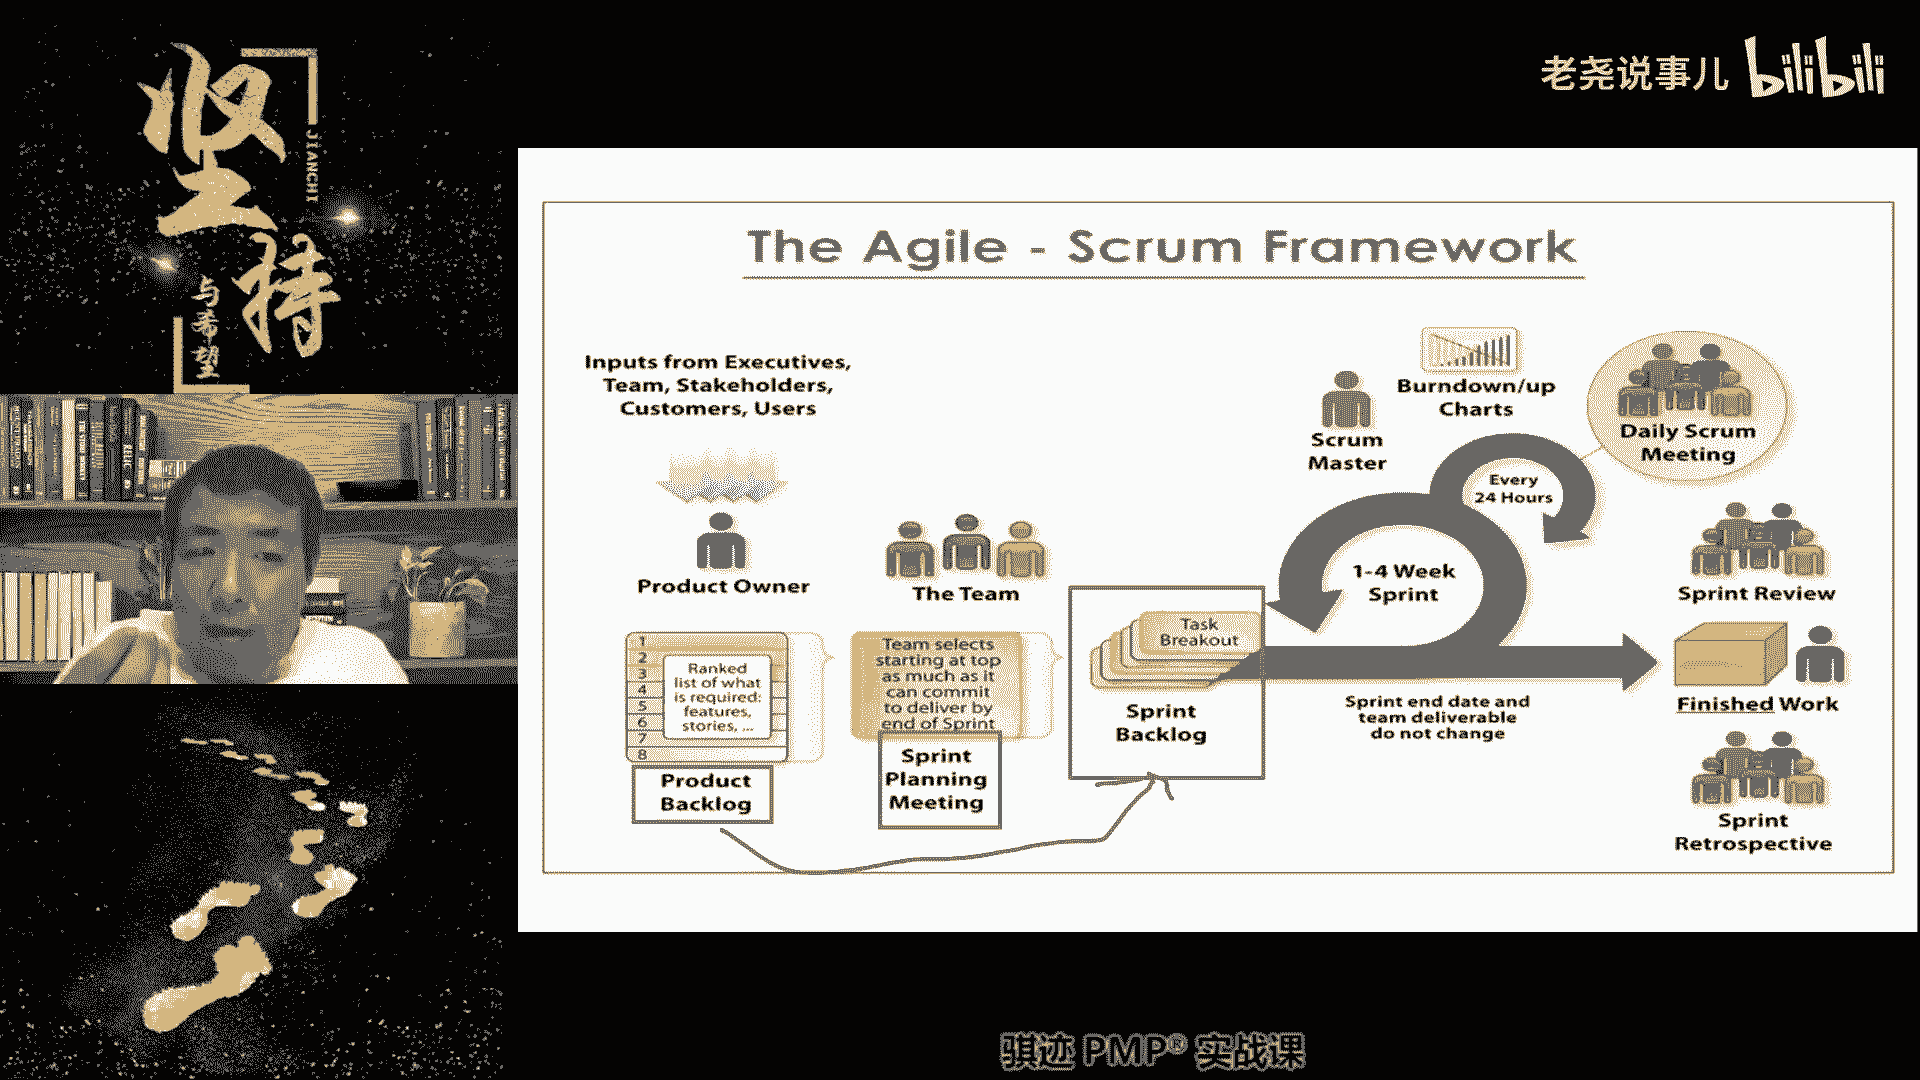 坚持
JIANCHI
与希望
老尧说事儿 bilibili
The Agile - Scrum Framework
Inputs from Executives,
Team, Stakeholders,
Customers, Users
Product Owner
The Team
1
2
3
4
5
6
7
8
Ranked
list of what
is required:
features,
stories, ...
Product
Backlog
Team selects
starting at top
as much as it
can commit
to deliver by
end of Sprint
Sprint
Planning
Meeting
Task
Breakout
Sprint
Backlog
Scrum
Master
Burndown/up
Charts
Every
24 Hours
Daily Scrum
Meeting
1-4 Week
Sprint
Sprint end date and
team deliverable
do not change
Sprint Review
Finished Work
Sprint
Retrospective
骐迹 PMP® 实战课